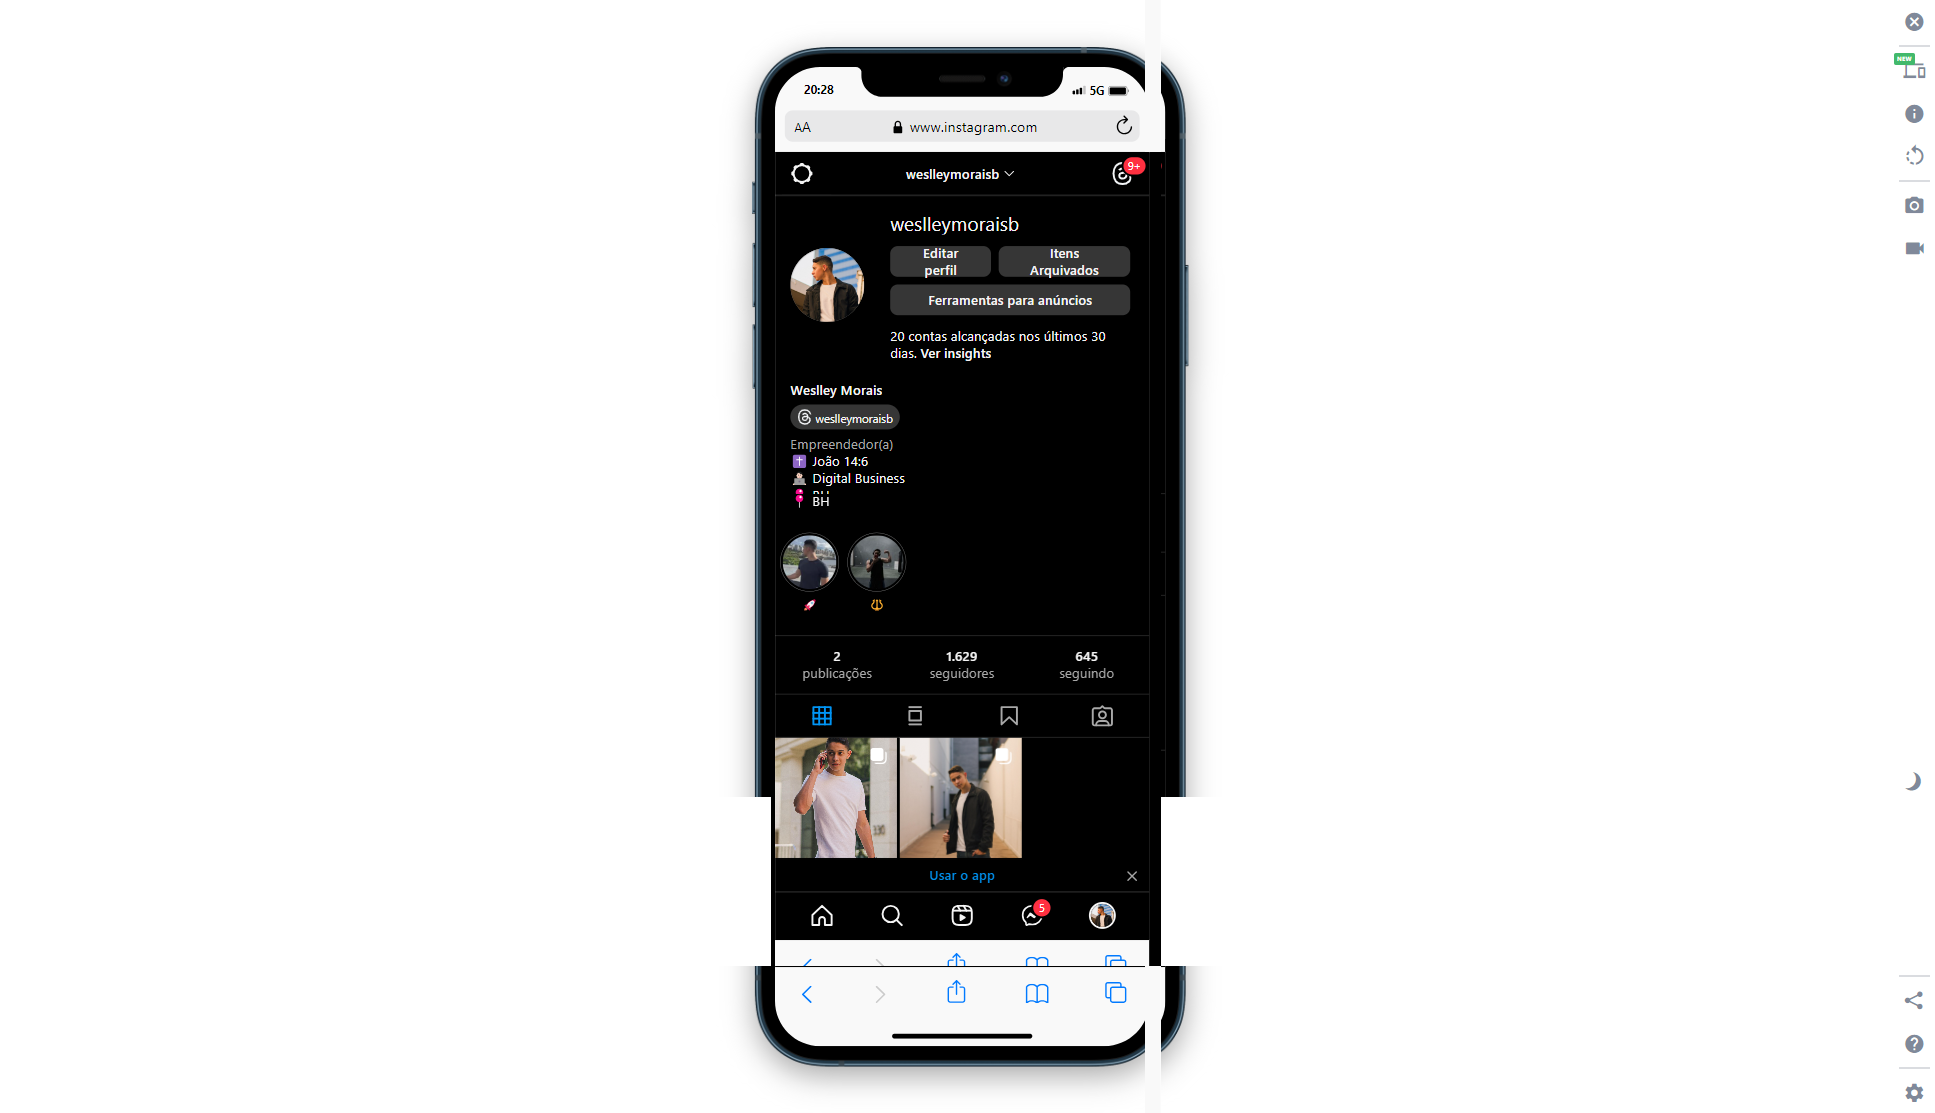 20:28
5G
AA
www.instagram.com
NEW
weslleymoraisb
9+
weslleymoraisb
Editar
perfil
Itens
Arquivados
Ferramentas para anúncios
20 contas alcançadas nos últimos 30
dias. Ver insights
Weslley Morais
weslleymoraisb
Empreendedor(a)
João 14:6
Digital Business
BH
2
publicações
1.629
seguidores
645
seguindo
Usar o app
5